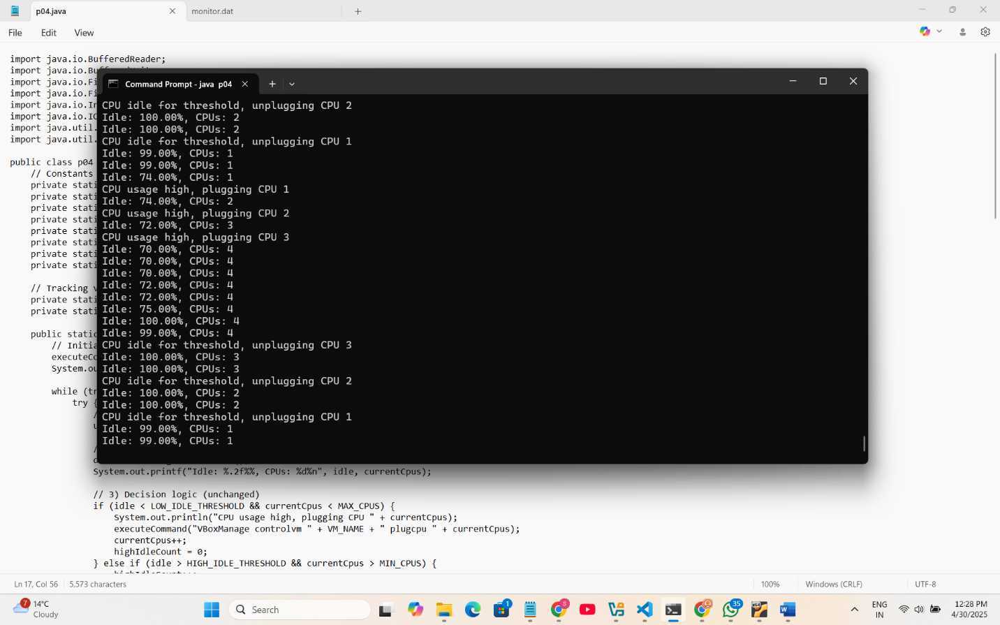 p04.java
monitor.dat
File
Edit
View
import java.io.BufferedReader;
import java.io.Bu
import java.io.Fi
import java.io.Fi
import java.io.In
import java.io.IO
import java.util.
import java.util.
public class p04
// Constants
private stati
private stati
private stati
private stati
private stati
private stati
private stati
private stati
// Tracking v
private stati
private stati
public static
// Initia
executeCo
System.ou
while (tr
try {
Command Prompt - java p04
CPU idle for threshold, unplugging CPU 2
Idle: 100.00%, CPUs: 2
Idle: 100.00%, CPUs: 2
CPU idle for threshold, unplugging CPU 1
Idle: 99.00%, CPUs: 1
Idle: 99.00%, CPUs: 1
Idle: 74.00%, CPUs: 1
CPU usage high, plugging CPU 1
Idle: 74.00%, CPUs: 2
CPU usage high, plugging CPU 2
Idle: 72.00%, CPUs: 3
CPU usage high, plugging CPU 3
Idle: 70.00%, CPUs: 4
Idle: 70.00%, CPUs: 4
Idle: 70.00%, CPUs: 4
Idle: 72.00%, CPUs: 4
Idle: 72.00%, CPUs: 4
Idle: 75.00%, CPUs: 4
Idle: 100.00%, CPUs: 4
Idle: 99.00%, CPUs: 4
CPU idle for threshold, unplugging CPU 3
Idle: 100.00%, CPUs: 3
Idle: 100.00%, CPUs: 3
CPU idle for threshold, unplugging CPU 2
Idle: 100.00%, CPUs: 2
Idle: 100.00%, CPUs: 2
CPU idle for threshold, unplugging CPU 1
Idle: 99.00%, CPUs: 1
Idle: 99.00%, CPUs: 1
System.out.printf("Idle: %.2f%%, CPUs: %d%n", idle, currentCpus);
// 3) Decision logic (unchanged)
if (idle < LOW_IDLE_THRESHOLD && currentCpus < MAX_CPUS) {
System.out.println("CPU usage high, plugging CPU " + currentCpus);
executeCommand("VBoxManage controlvm " + VM_NAME + " plugcpu " + currentCpus);
currentCpus++;
highIdleCount = 0;
} else if (idle > HIGH_IDLE_THRESHOLD && currentCpus > MIN_CPUS) {
Ln 17, Col 56
5,573 characters
100%
Windows (CRLF)
UTF-8
7
14°C
Cloudy
Search
1
S
35
ENG
IN
12:28 PM
4/30/2025